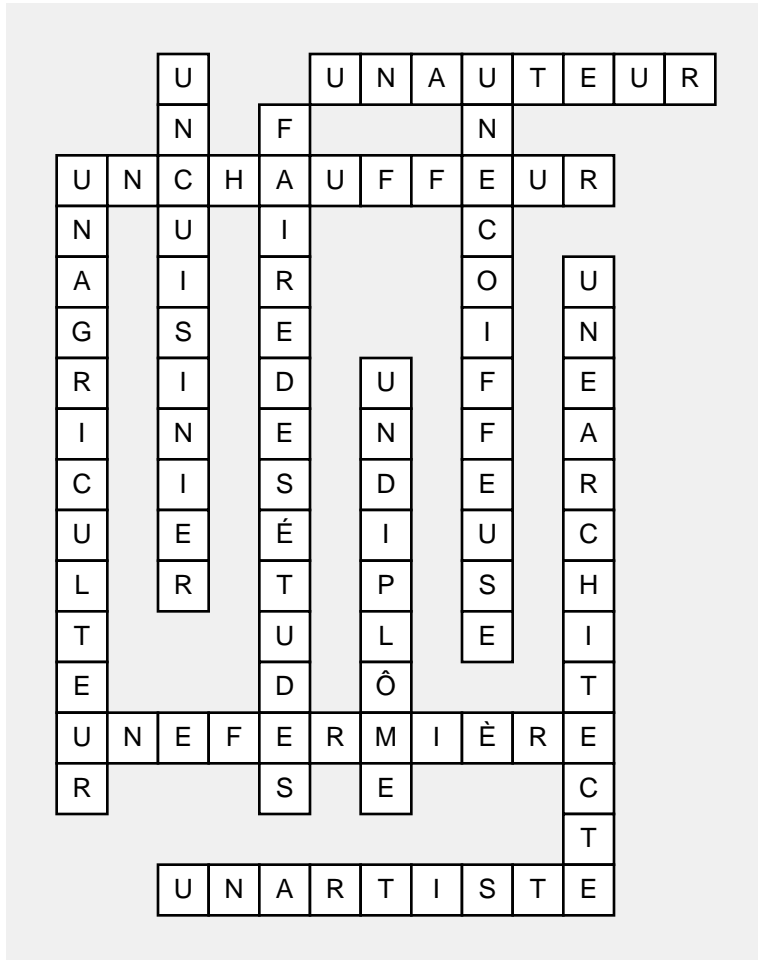 UNCUISINIER
UNAUTEUR
UNECOIFFEUSE
FAIREDESÉTUDES
UNCHAUFFEUR
UNAGRICULTEUR
UNEARCHITECTE
UNDIPLÔME
UNEFERMIÈRE
UNARTISTE